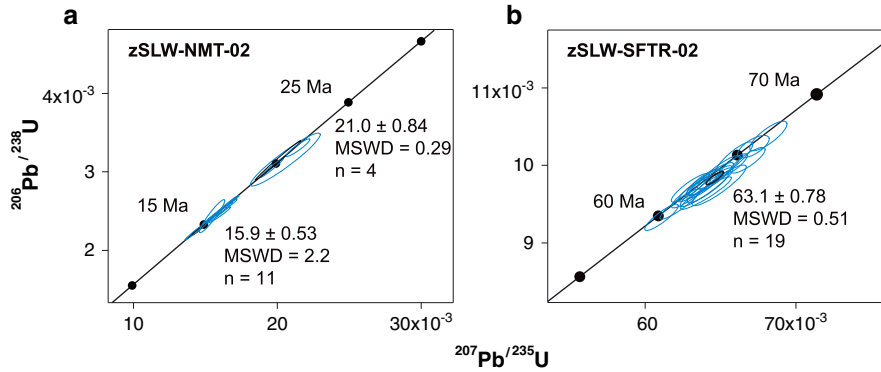 a
zSLW-NMT-02
4x10⁻³
3
2
²⁰⁶Pb/²³⁸U
25 Ma
21.0 ± 0.84
MSWD = 0.29
n = 4
15 Ma
15.9 ± 0.53
MSWD = 2.2
n = 11
10
20
30x10⁻³
b
zSLW-SFTR-02
11x10⁻³
10
9
70 Ma
60 Ma
63.1 ± 0.78
MSWD = 0.51
n = 19
60
70x10⁻³
²⁰⁷Pb/²³⁵U